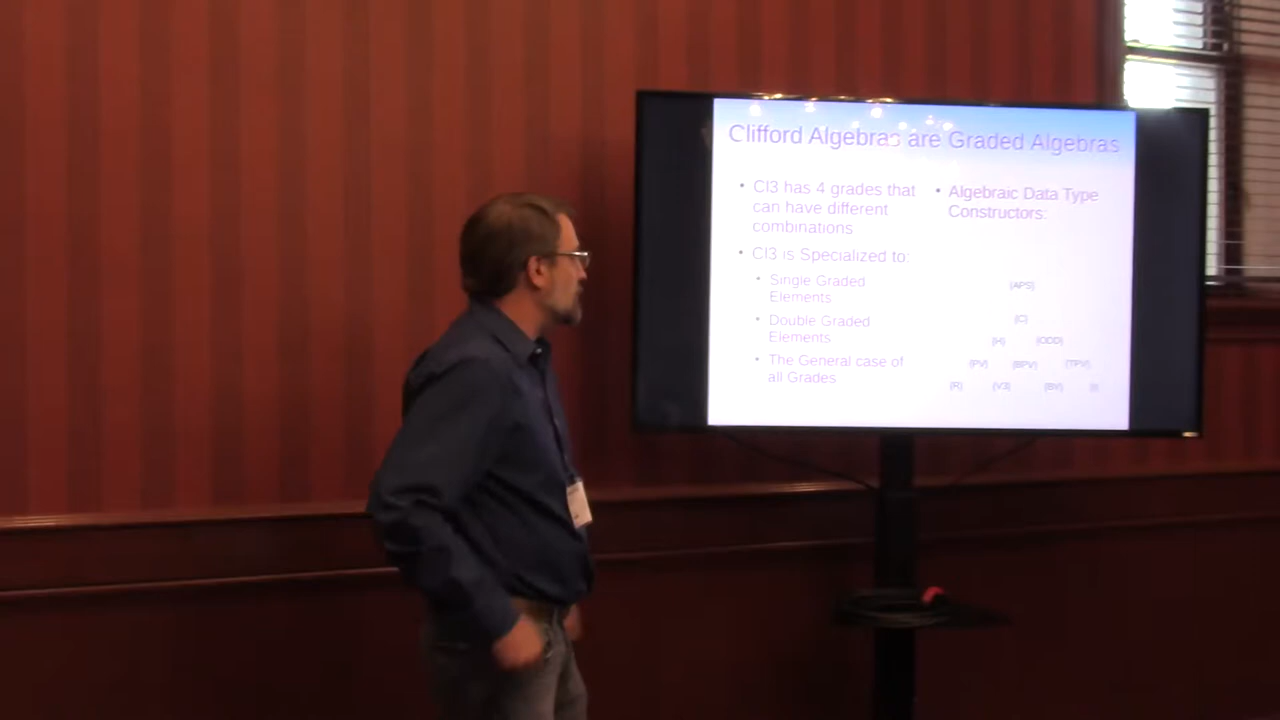 Clifford Algebras are Graded Algebras
• Cl3 has 4 grades that
can have different
combinations
• Cl3 is Specialized to:
• Single Graded
Elements
• Double Graded
Elements
• The General case of
all Grades
• Algebraic Data Type
Constructors:
{APS}
{C}
{H} {ODD}
{PV} {BPV} {TPV}
{R} {V3} {BV} {I}